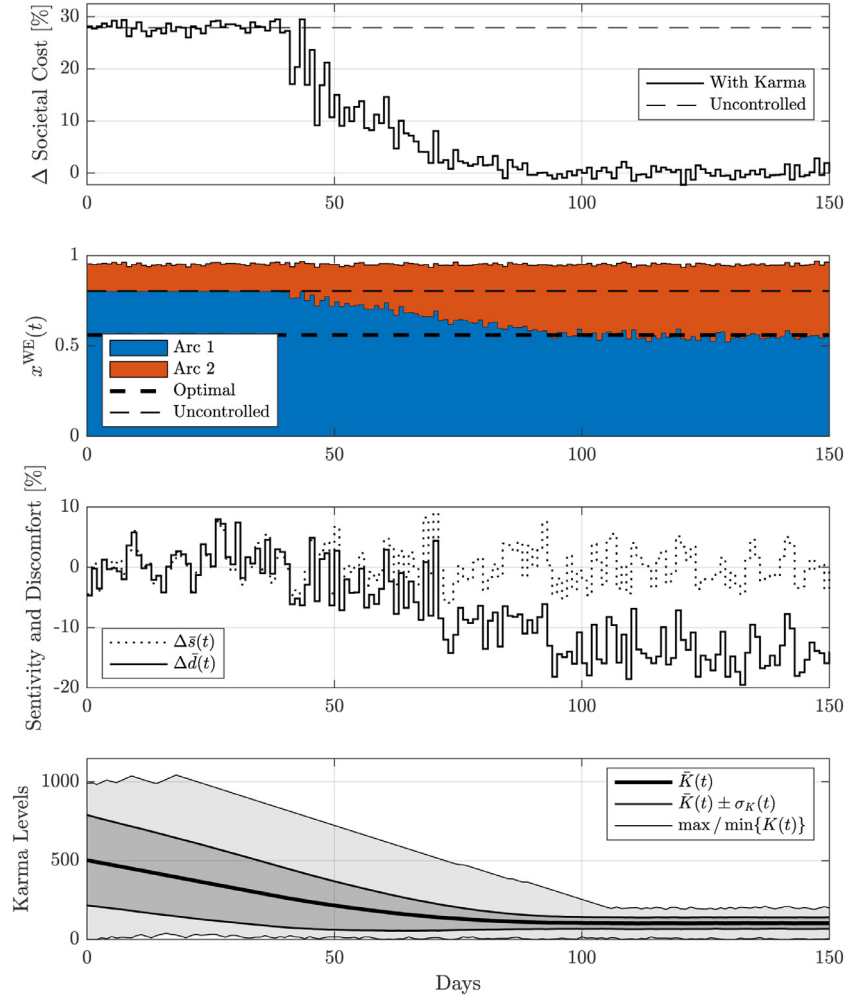 Δ Societal Cost [%]
30
20
10
0
With Karma
Uncontrolled
50
100
150
x^WE(t)
1
0.5
0
Arc 1
Arc 2
Optimal
Uncontrolled
0
50
100
150
Sentivity and Discomfort [%]
10
0
-10
-20
Δs̄(t)
Δd̄(t)
0
50
100
150
Karma Levels
1000
500
0
K̄(t)
K̄(t) ± σ_K(t)
max / min{K(t)}
0
50
100
150
Days